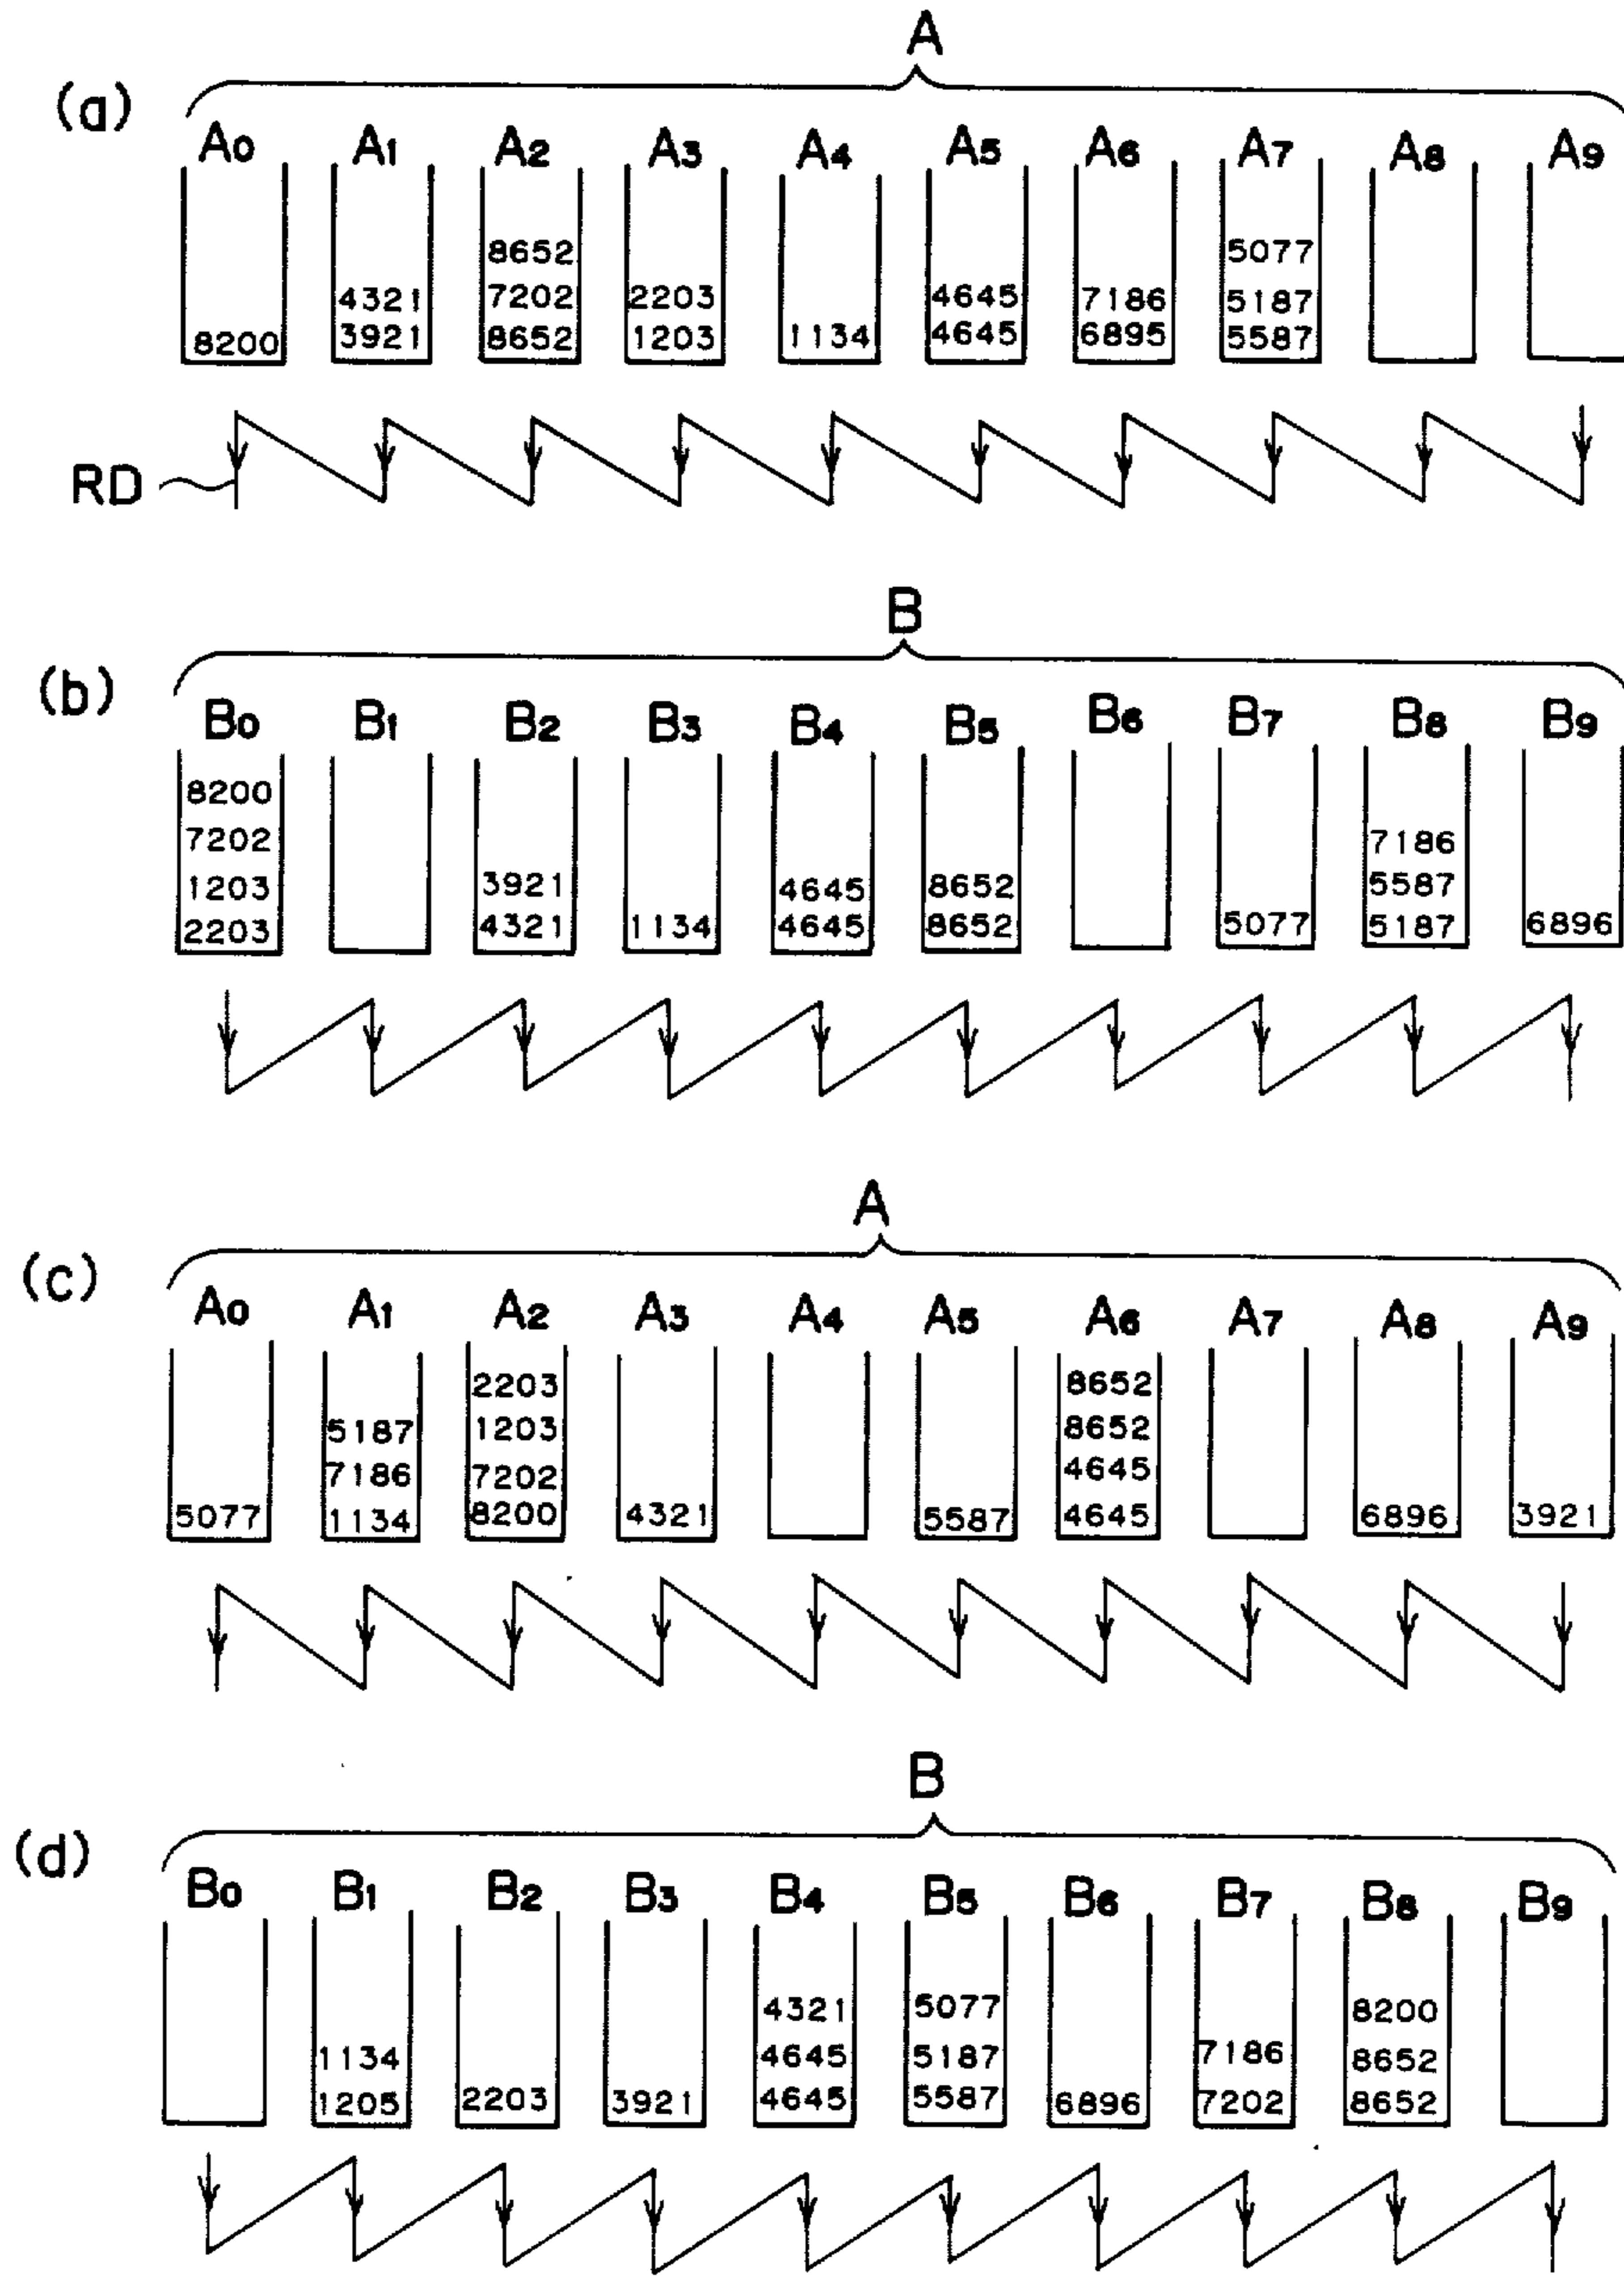 A
(a)
A0 A1 A2 A3 A4 A5 A6 A7 A8 A9
8652 5077
4321 7202 2203 4645 7186 5187
8200 3921 8652 1203 1134 4645 6895 5587
RD
B
(b)
B0 B1 B2 B3 B4 B5 B6 B7 B8 B9
8200
7202 7186
1203 3921 4645 8652 5587
2203 4321 1134 4645 8652 5077 5187 6896
A
(c)
A0 A1 A2 A3 A4 A5 A6 A7 A8 A9
2203 8652
5187 1203 8652
7186 7202 4645
5077 1134 8200 4321 5587 4645 6896 3921
B
(d)
B0 B1 B2 B3 B4 B5 B6 B7 B8 B9
4321 5077 8200
1134 4645 5187 7186 8652
1205 2203 3921 4645 5587 6896 7202 8652